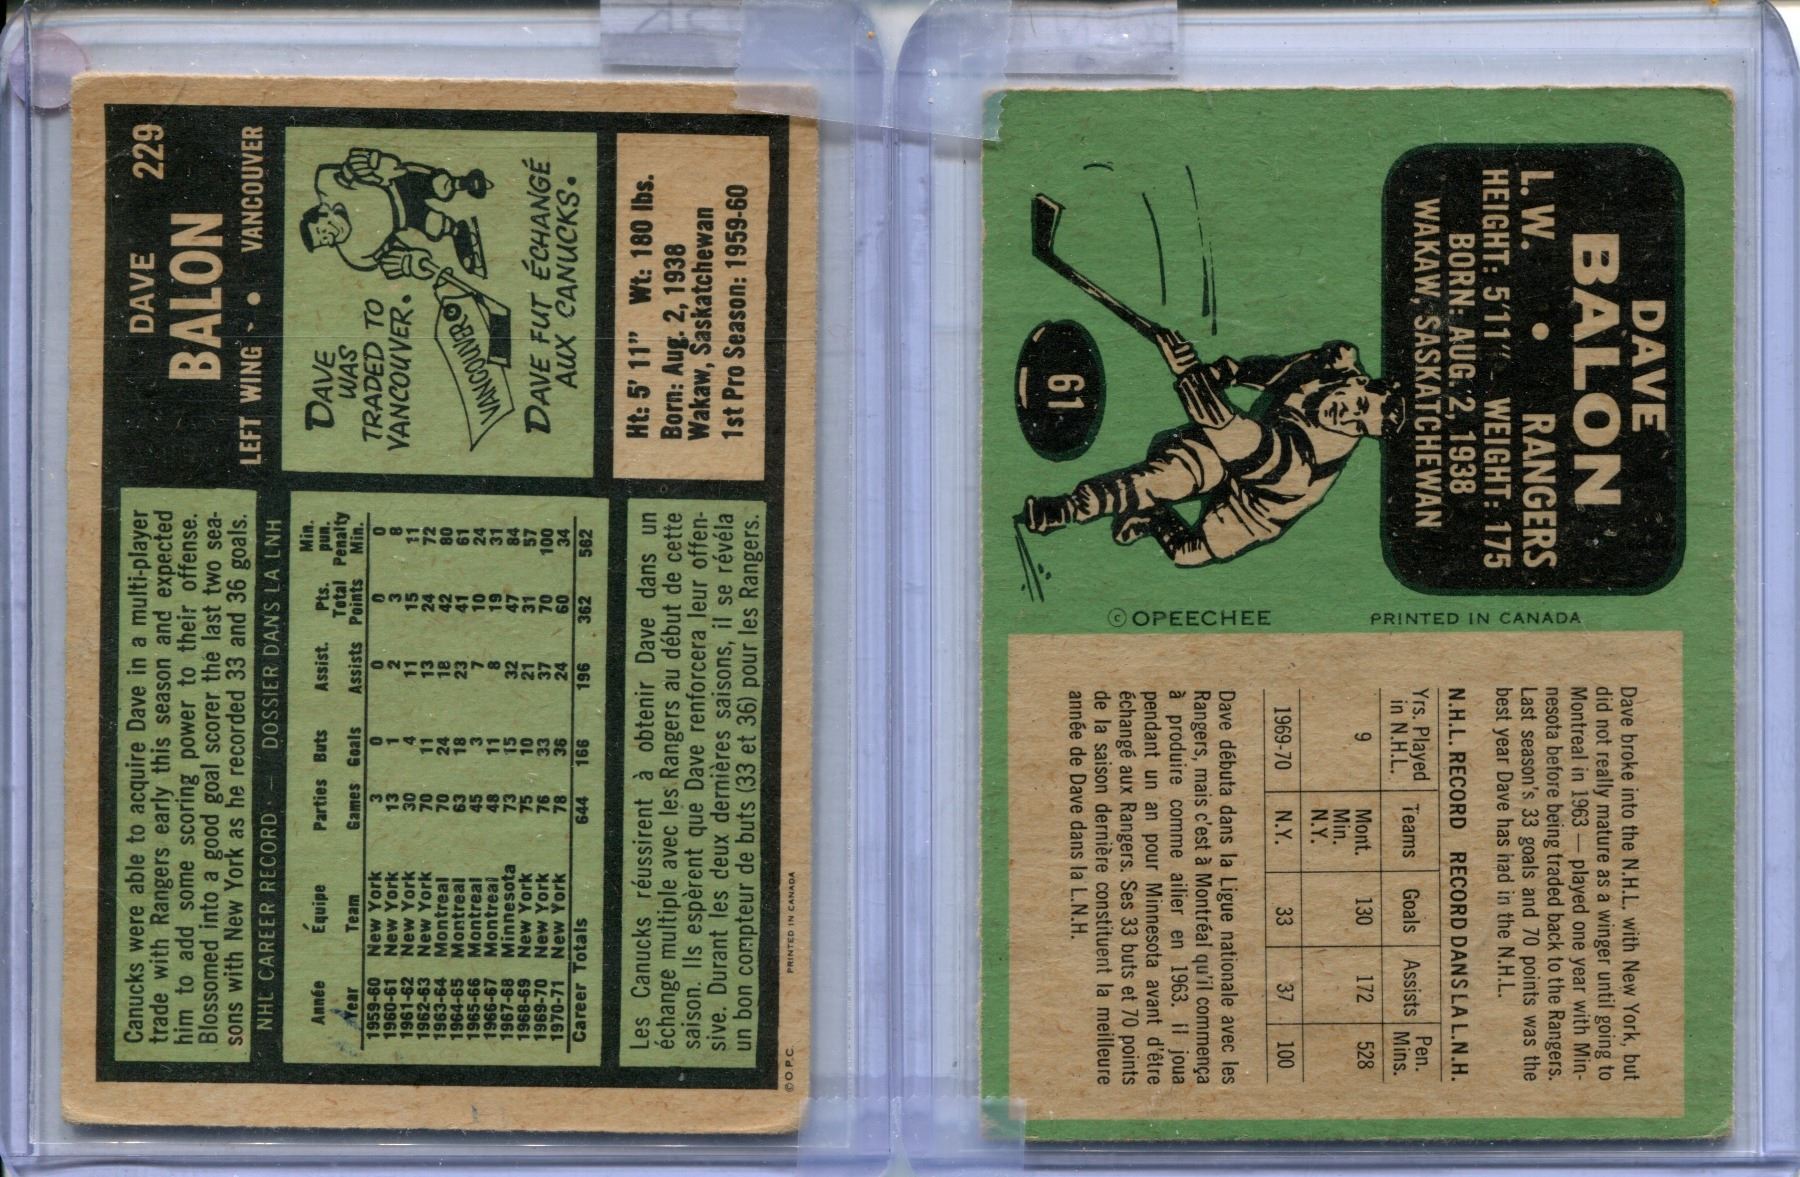 229
DAVE
BALON
LEFT WING • VANCOUVER
DAVE
WAS
TRADED TO
VANCOUVER.
VANCOUVER
DAVE FUT ÉCHANGÉ
AUX CANUCKS.
Ht: 5' 11" Wt: 180 lbs.
Born: Aug. 2, 1938
Wakaw, Saskatchewan
1st Pro Season: 1959-60
Canucks were able to acquire Dave in a multi-player
trade with Rangers early this season and expected
him to add some scoring power to their offense.
Blossomed into a good goal scorer the last two sea-
sons with New York as he recorded 33 and 36 goals.
NHL CAREER RECORD — DOSSIER DANS LA LNH
Année Équipe Parties Buts Assist. Pts. Total Min. pun.
Year Team Games Goals Assists Points Penalty Min.
1959-60 New York 3 0 0 0 0
1960-61 New York 13 1 2 3 8
1961-62 New York 30 4 11 15 11
1962-63 New York 70 11 13 24 72
1963-64 Montreal 70 24 18 42 80
1964-65 Montreal 63 18 23 41 61
1965-66 Montreal 45 3 7 10 24
1966-67 Montreal 48 11 8 19 31
1967-68 Minnesota 73 15 32 47 84
1968-69 New York 75 10 21 31 57
1969-70 New York 76 33 37 70 100
1970-71 New York 78 36 24 60 34
Career Totals 644 166 196 362 562
Les Canucks réussirent à obtenir Dave dans un
échange multiple avec les Rangers au début de cette
saison. Ils espèrent que Dave renforcera leur offen-
sive. Durant les deux dernières saisons, il se révéla
un bon compteur de buts (33 et 36) pour les Rangers.
© O.P.C. PRINTED IN CANADA
DAVE
BALON
L. W. • RANGERS
HEIGHT: 5'11" WEIGHT: 175
BORN: AUG. 2, 1938
WAKAW, SASKATCHEWAN
61
© OPEECHEE PRINTED IN CANADA
Dave broke into the N.H.L. with New York, but
did not really mature as a winger until going to
Montreal in 1963 — played one year with Min-
nesota before being traded back to the Rangers.
Last season's 33 goals and 70 points was the
best year Dave has had in the N.H.L.
N.H.L. RECORD RECORD DANS LA L.N.H.
Yrs. Played in N.H.L. Teams Goals Assists Pen. Mins.
9 Mont. 130 172 528
Min.
N.Y.
1969-70 N.Y. 33 37 100
Dave débuta dans la Ligue nationale avec les
Rangers, mais c'est à Montréal qu'il commença
à produire comme ailier en 1963. il joua
pendant un an pour Minnesota avant d'être
échangé aux Rangers. Ses 33 buts et 70 points
de la saison dernière constituent la meilleure
année de Dave dans la L.N.H.